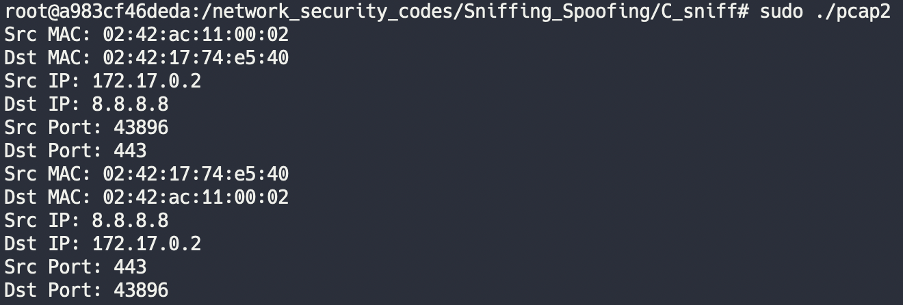 root@a983cf46deda:/network_security_codes/Sniffing_Spoofing/C_sniff# sudo ./pcap2
Src MAC: 02:42:ac:11:00:02
Dst MAC: 02:42:17:74:e5:40
Src IP: 172.17.0.2
Dst IP: 8.8.8.8
Src Port: 43896
Dst Port: 443
Src MAC: 02:42:17:74:e5:40
Dst MAC: 02:42:ac:11:00:02
Src IP: 8.8.8.8
Dst IP: 172.17.0.2
Src Port: 443
Dst Port: 43896